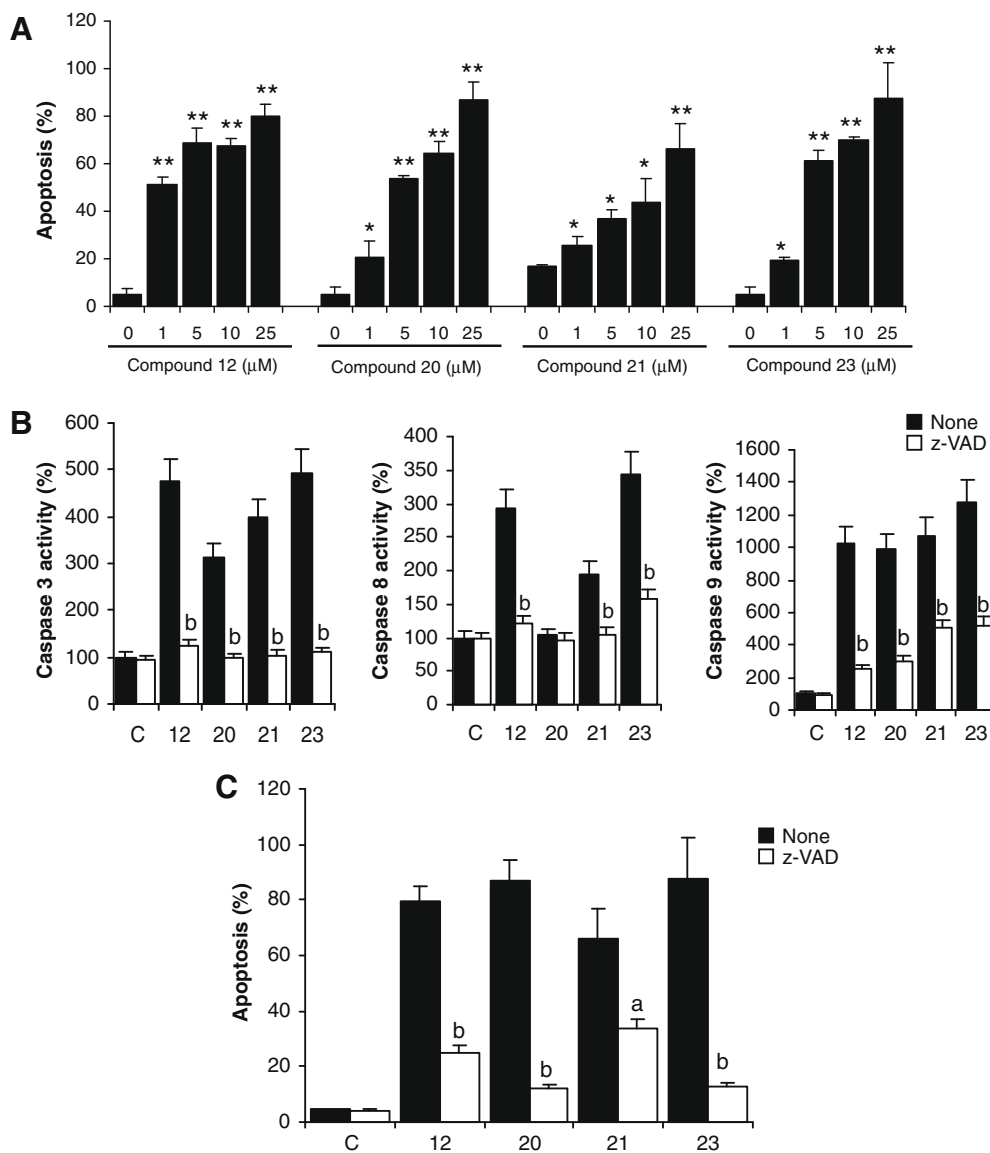 A
Apoptosis (%)
120
100
80
60
40
20
0
** ** ** **
* ** ** **
* * * **
* ** ** **
0 1 5 10 25
0 1 5 10 25
0 1 5 10 25
0 1 5 10 25
Compound 12 (μM)
Compound 20 (μM)
Compound 21 (μM)
Compound 23 (μM)
B
Caspase 3 activity (%)
600
500
400
300
200
100
0
b b b b
C 12 20 21 23
Caspase 8 activity (%)
400
350
300
250
200
150
100
50
0
b b b
C 12 20 21 23
None
z-VAD
Caspase 9 activity (%)
1600
1400
1200
1000
800
600
400
200
0
b b b b
C 12 20 21 23
C
Apoptosis (%)
120
100
80
60
40
20
0
b b a b
C 12 20 21 23
None
z-VAD